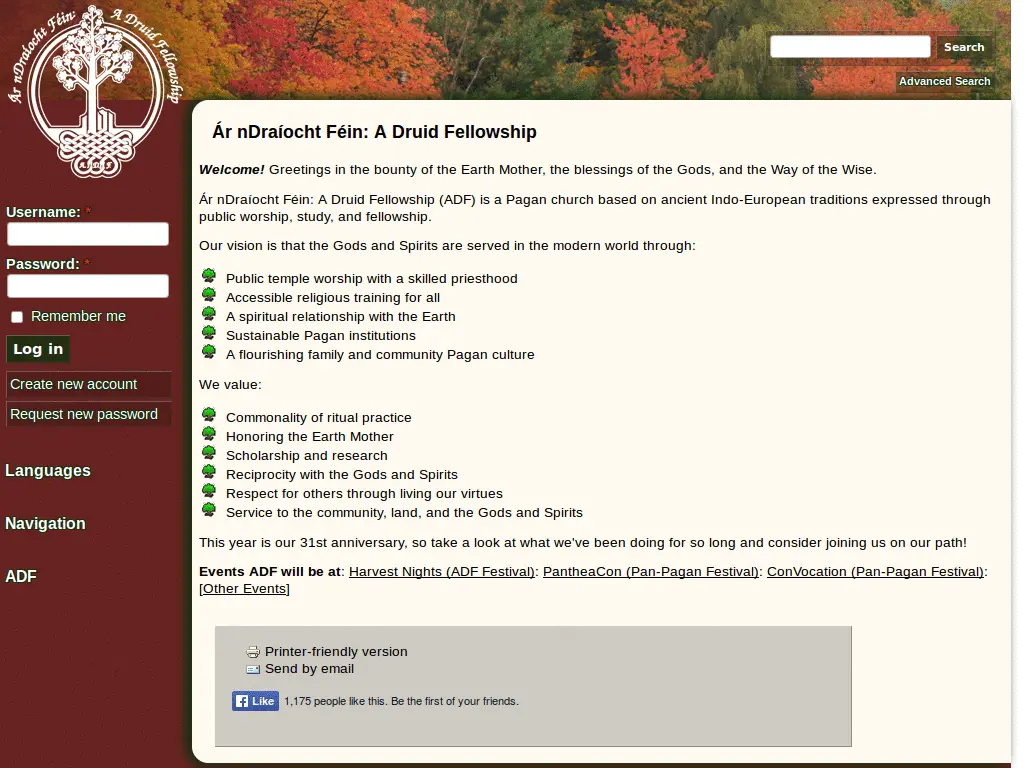 Ár nDraíocht Féin: A Druid Fellowship
Search
Advanced Search
Ár nDraíocht Féin: A Druid Fellowship
Welcome! Greetings in the bounty of the Earth Mother, the blessings of the Gods, and the Way of the Wise.
Ár nDraíocht Féin: A Druid Fellowship (ADF) is a Pagan church based on ancient Indo-European traditions expressed through
public worship, study, and fellowship.
Our vision is that the Gods and Spirits are served in the modern world through:
Public temple worship with a skilled priesthood
Accessible religious training for all
A spiritual relationship with the Earth
Sustainable Pagan institutions
A flourishing family and community Pagan culture
We value:
Commonality of ritual practice
Honoring the Earth Mother
Scholarship and research
Reciprocity with the Gods and Spirits
Respect for others through living our virtues
Service to the community, land, and the Gods and Spirits
This year is our 31st anniversary, so take a look at what we've been doing for so long and consider joining us on our path!
Events ADF will be at: Harvest Nights (ADF Festival): PantheaCon (Pan-Pagan Festival): ConVocation (Pan-Pagan Festival):
[Other Events]
Printer-friendly version
Send by email
Like 1,175 people like this. Be the first of your friends.
Username: *
Password: *
Remember me
Log in
Create new account
Request new password
Languages
Navigation
ADF